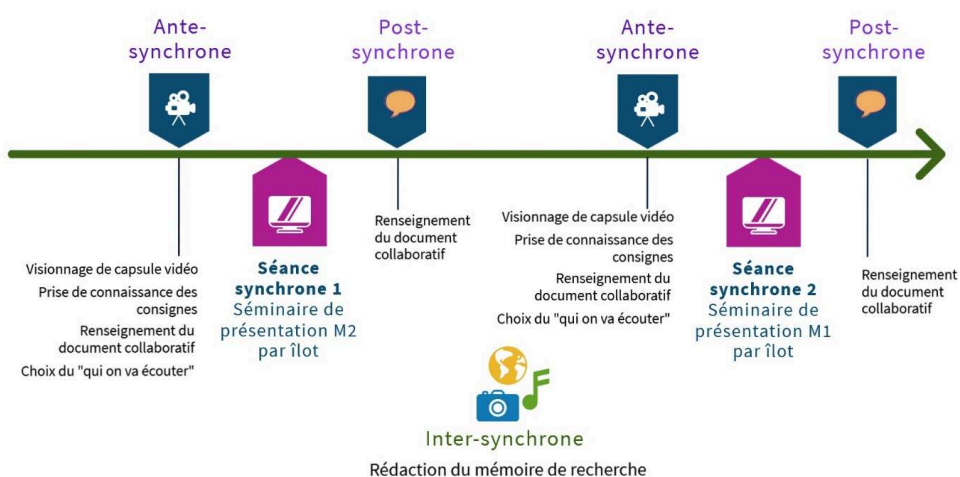 Ante-
synchrone
Post-
synchrone
Ante-
synchrone
Post-
synchrone
Visionnage de capsule vidéo
Prise de connaissance des
consignes
Renseignement du
document collaboratif
Choix du "qui on va écouter"
Séance
synchrone 1
Séminaire de
présentation M2
par îlot
Renseignement
du document
collaboratif
Visionnage de capsule vidéo
Prise de connaissance des
consignes
Renseignement
du document collaboratif
Choix du "qui on va écouter"
Séance
synchrone 2
Séminaire de
présentation M1
par îlot
Renseignement
du document
collaboratif
Inter-synchrone
Rédaction du mémoire de recherche